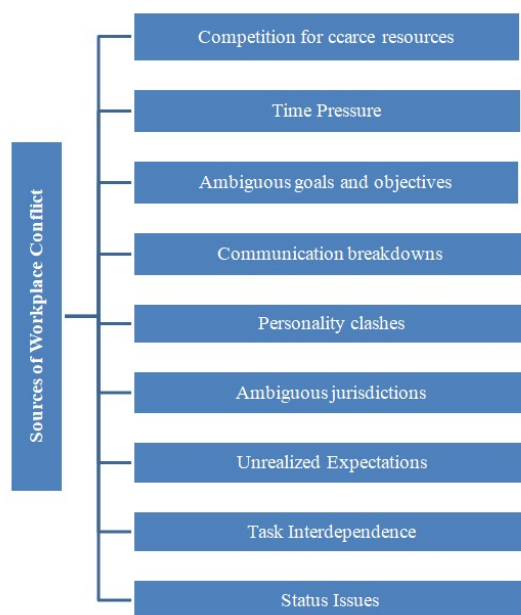 Sources of Workplace Conflict
Competition for ccarce resources
Time Pressure
Ambiguous goals and objectives
Communication breakdowns
Personality clashes
Ambiguous jurisdictions
Unrealized Expectations
Task Interdependence
Status Issues